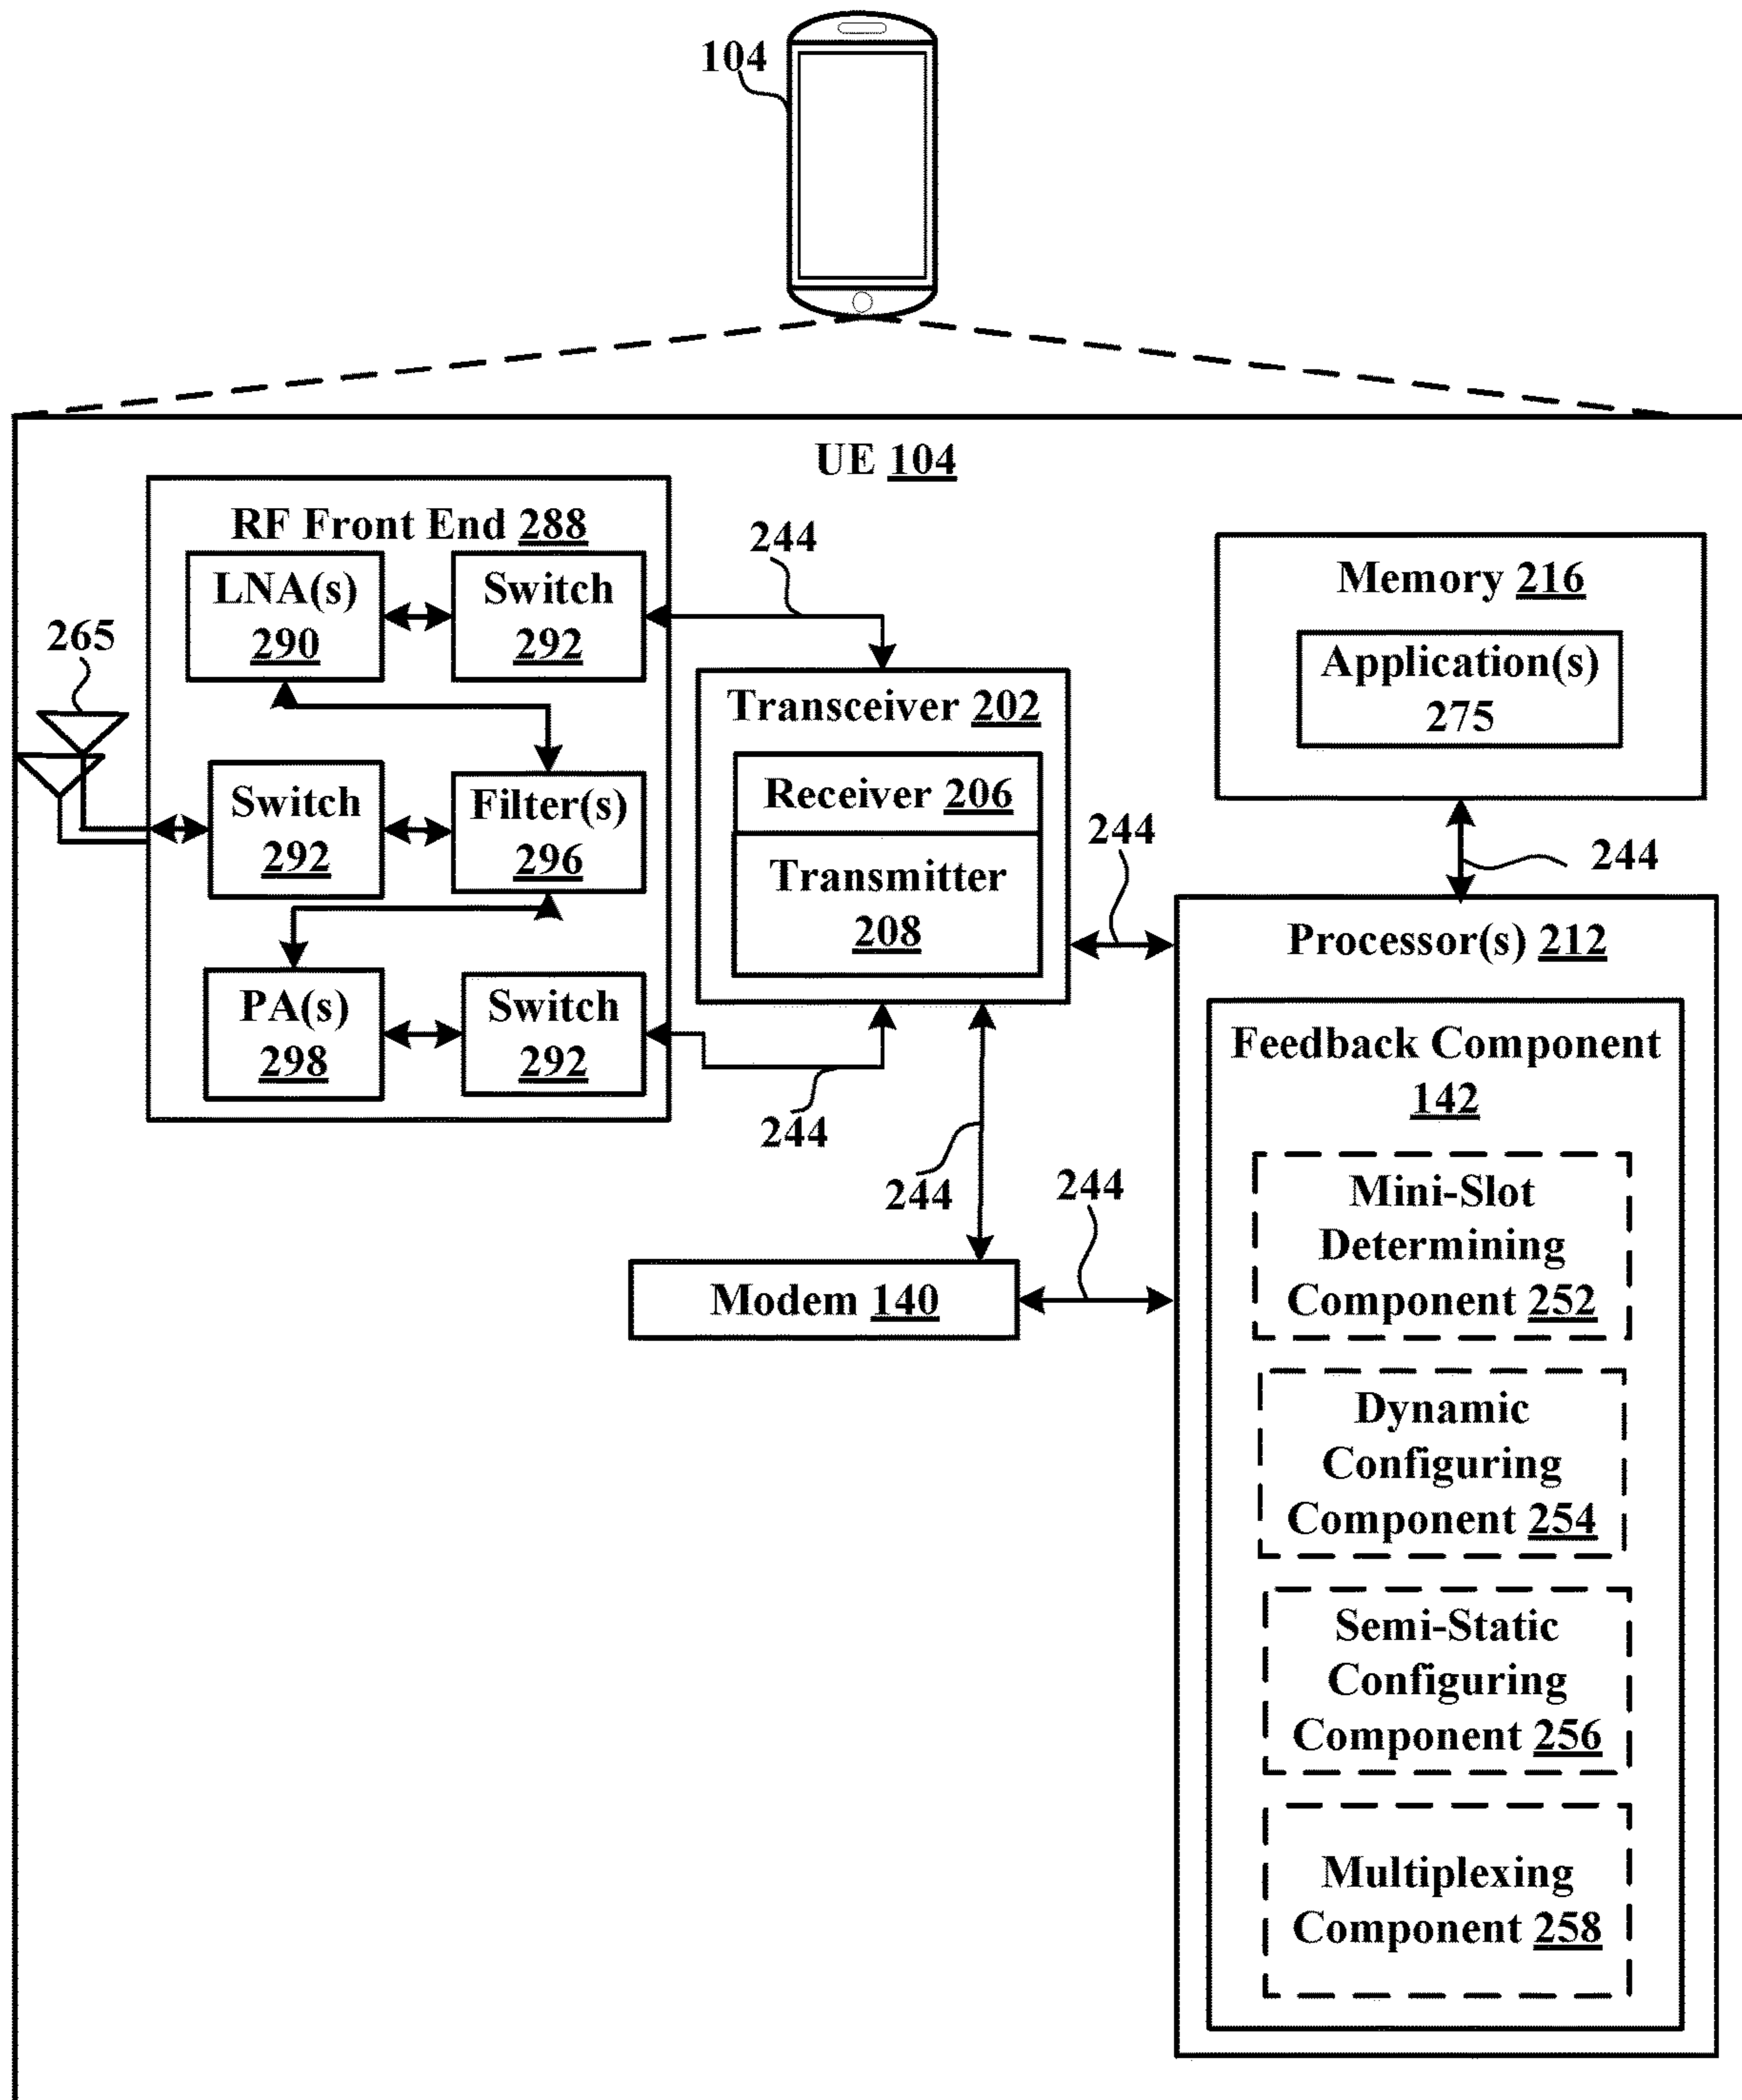 104
UE 104
RF Front End 288
LNA(s)
290
Switch
292
265
Switch
292
Filter(s)
296
PA(s)
298
Switch
292
244
Transceiver 202
Receiver 206
Transmitter
208
244
244
244
244
Modem 140
Memory 216
Application(s)
275
244
Processor(s) 212
Feedback Component
142
Mini-Slot
Determining
Component 252
Dynamic
Configuring
Component 254
Semi-Static
Configuring
Component 256
Multiplexing
Component 258